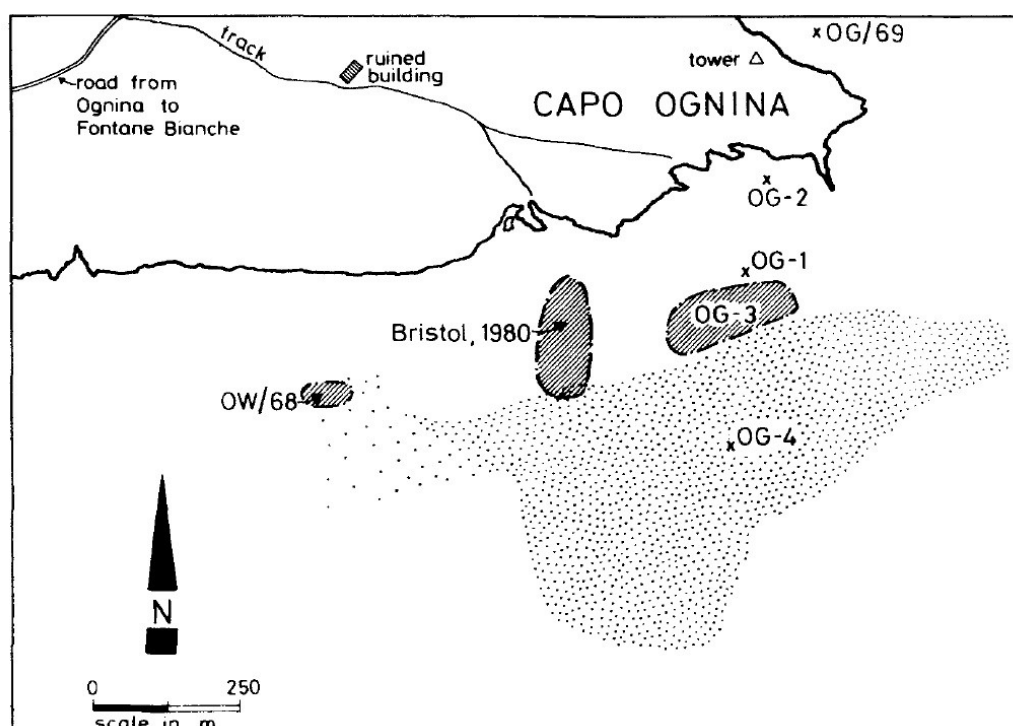 OG/69
track
ruined
building
tower
road from
Ognina to
Fontane Bianche
CAPO OGNINA
OG-2
OG-1
OG-3
Bristol, 1980
OW/68
OG-4
N
0 250
scale in m